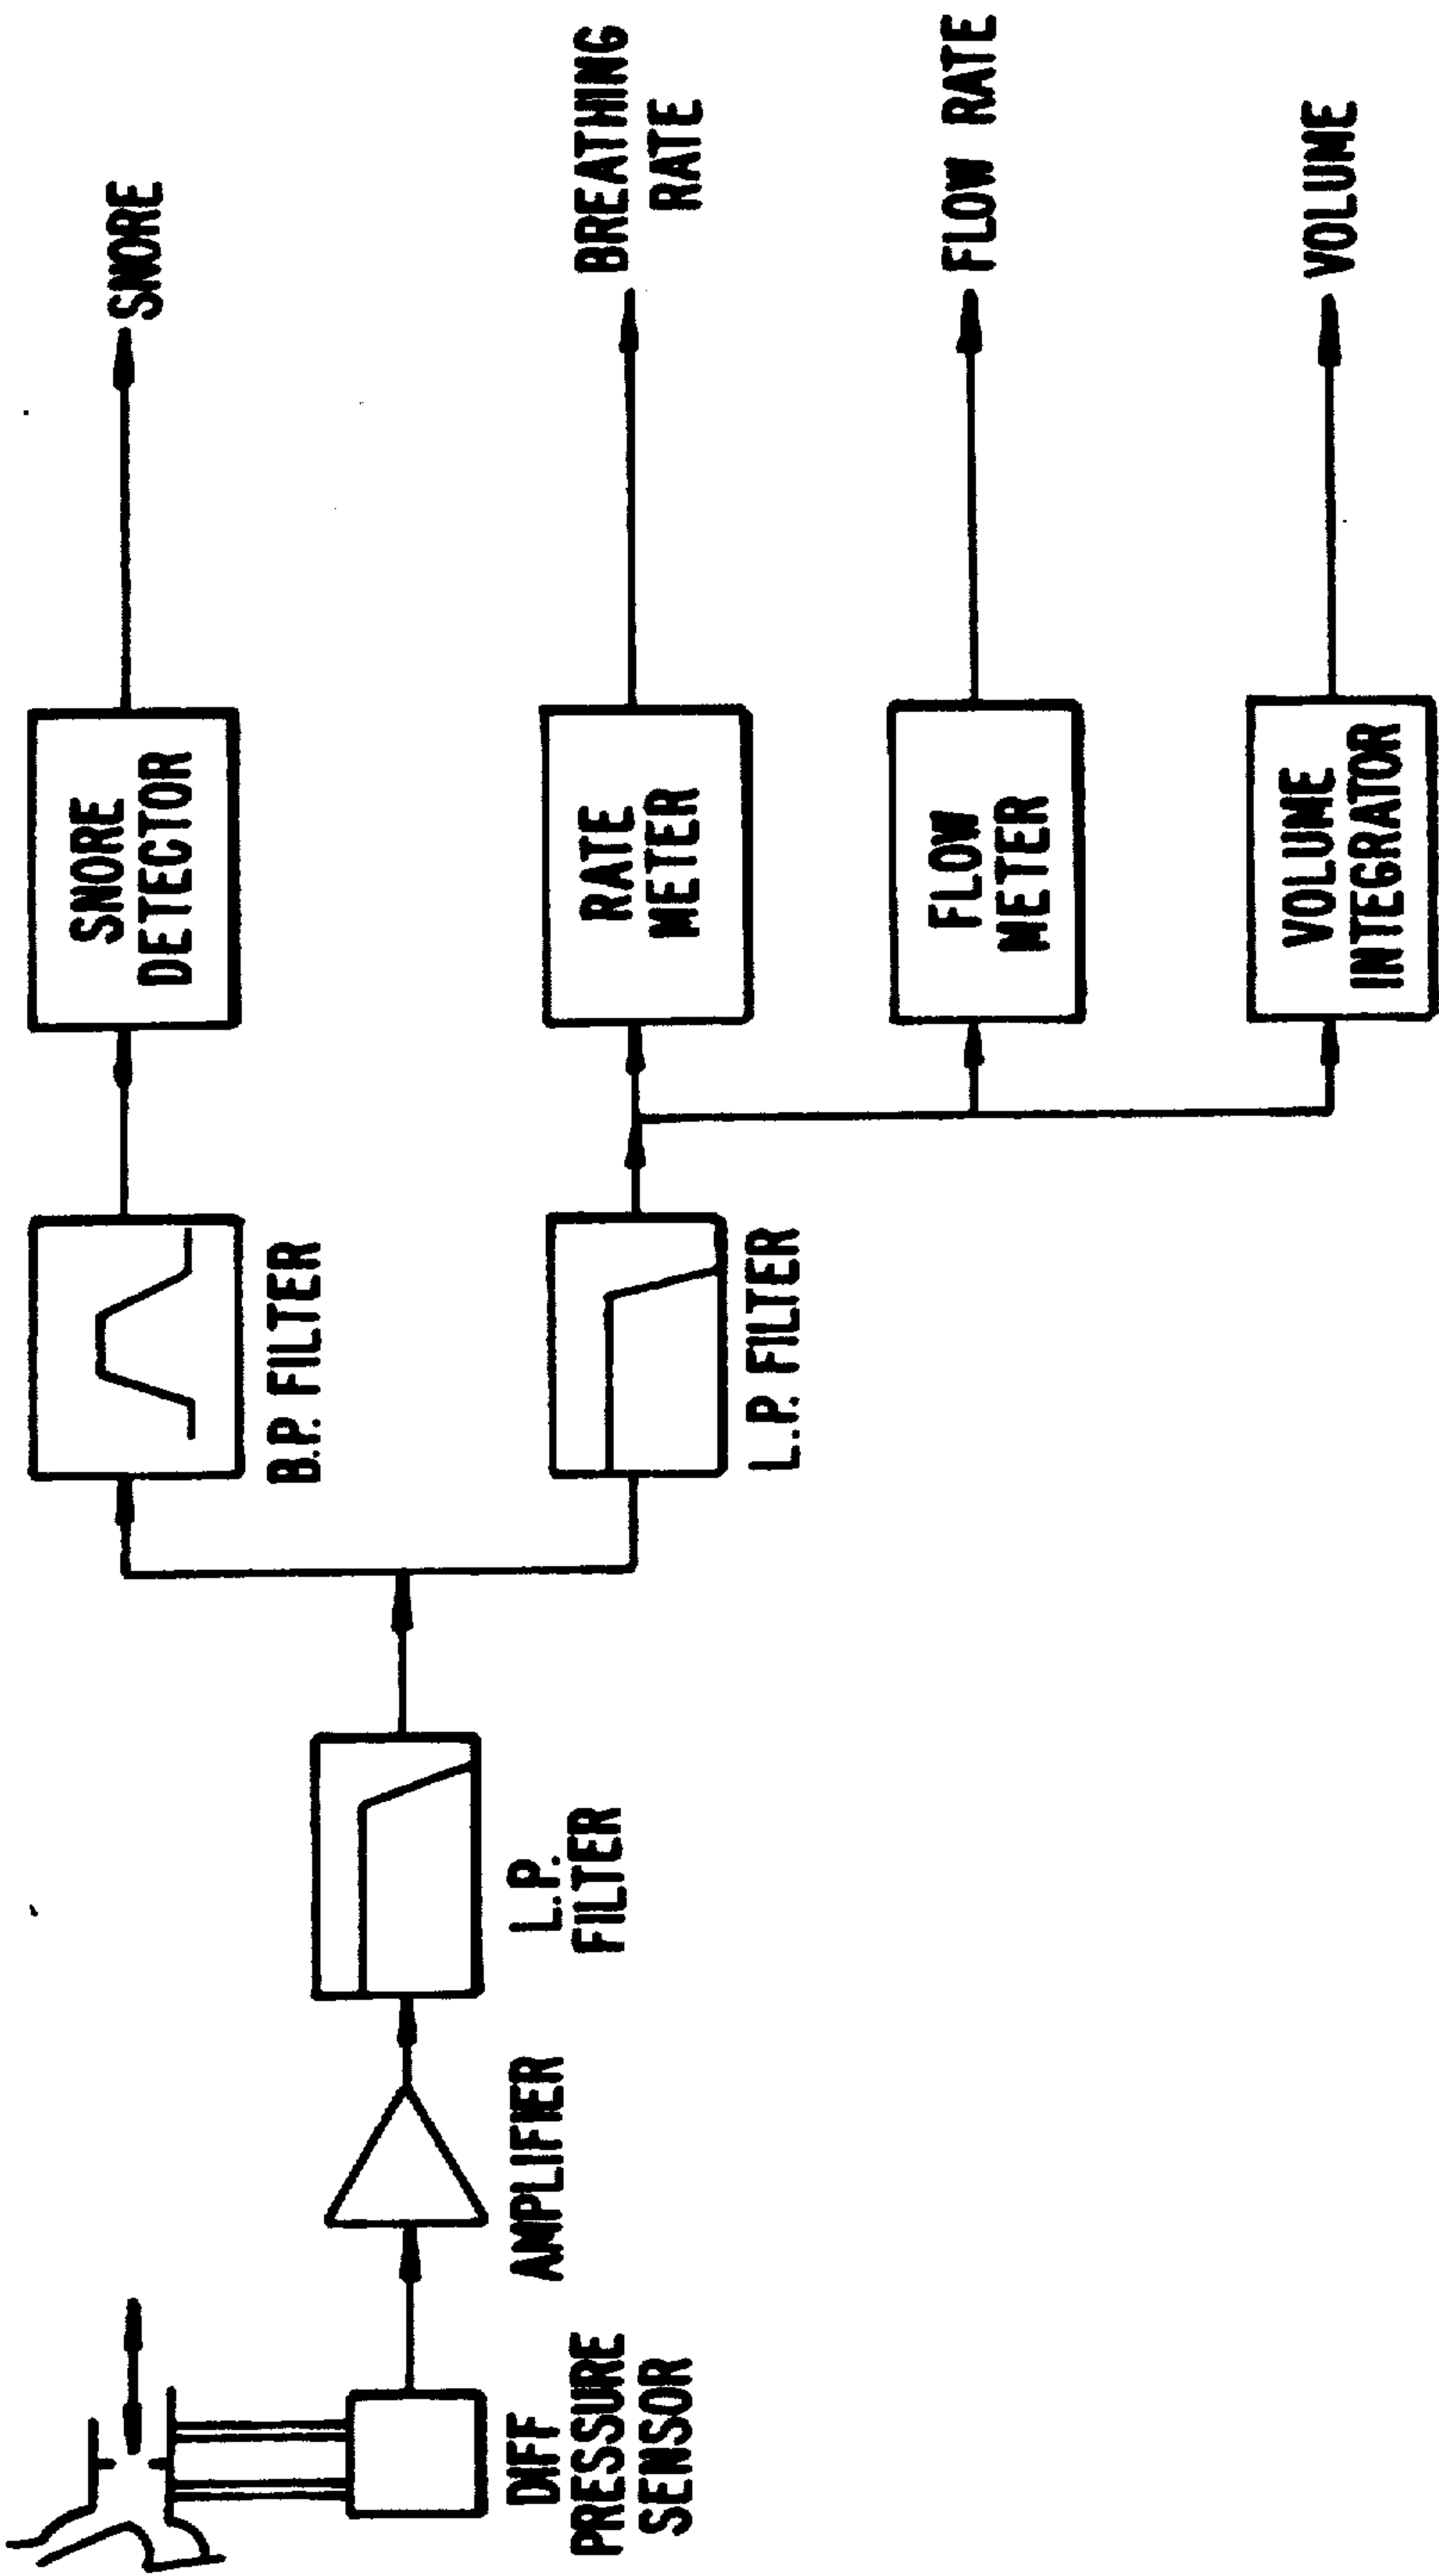 DIFF
PRESSURE
SENSOR
AMPLIFIER
L.P.
FILTER
B.P. FILTER
L.P. FILTER
SNORE
DETECTOR
RATE
METER
FLOW
METER
VOLUME
INTEGRATOR
SNORE
BREATHING
RATE
FLOW RATE
VOLUME